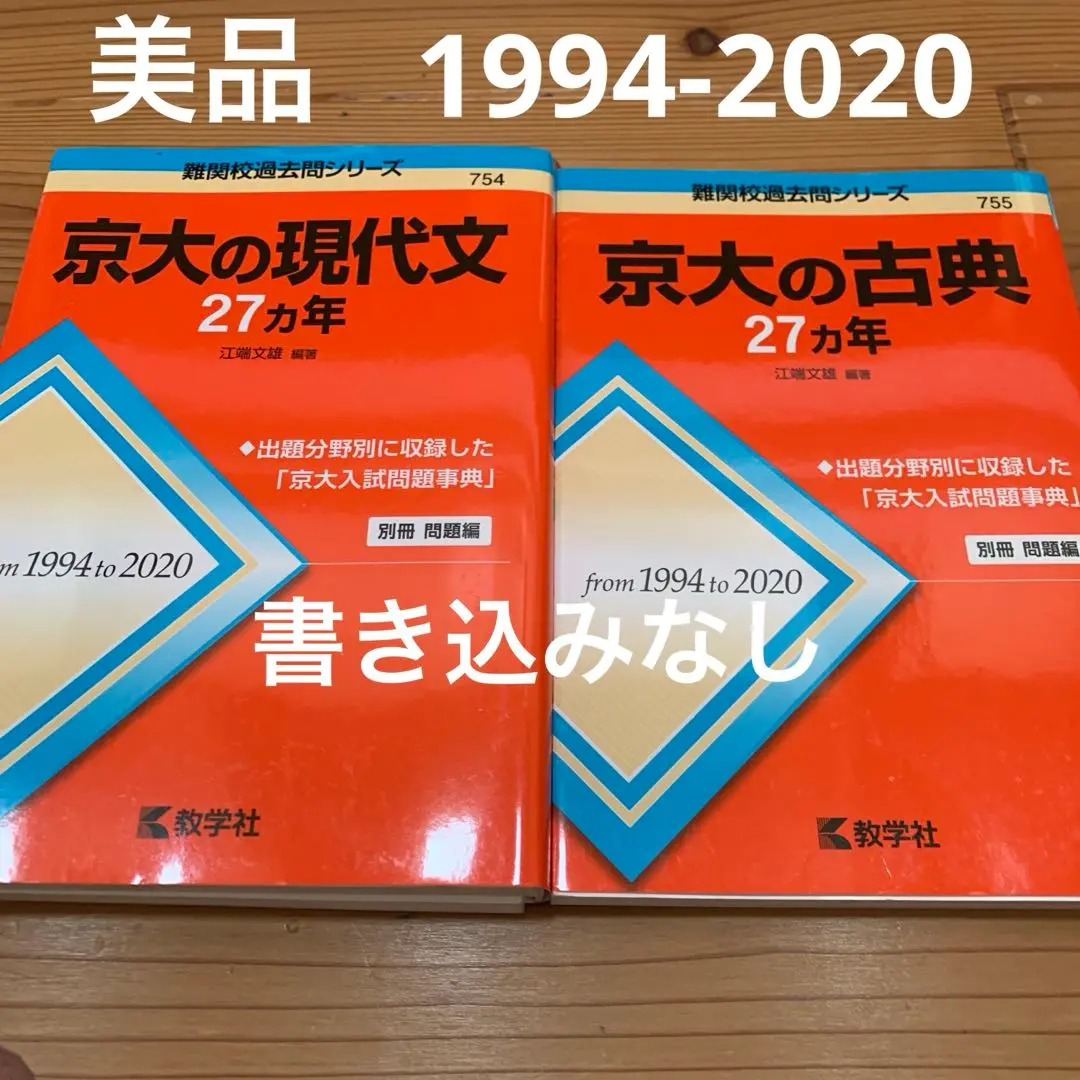 美品 1994-2020
難関校過去問シリーズ
754
京大の現代文
27ヵ年
江端文雄 編著
◆出題分野別に収録した
「京大入試問題事典」
別冊 問題編
m 1994 to 2020
教学社
難関校過去問シリーズ
755
京大の古典
27ヵ年
江端文雄 編著
◆出題分野別に収録した
「京大入試問題事典」
別冊 問題編
from 1994 to 2020
教学社
書き込みなし